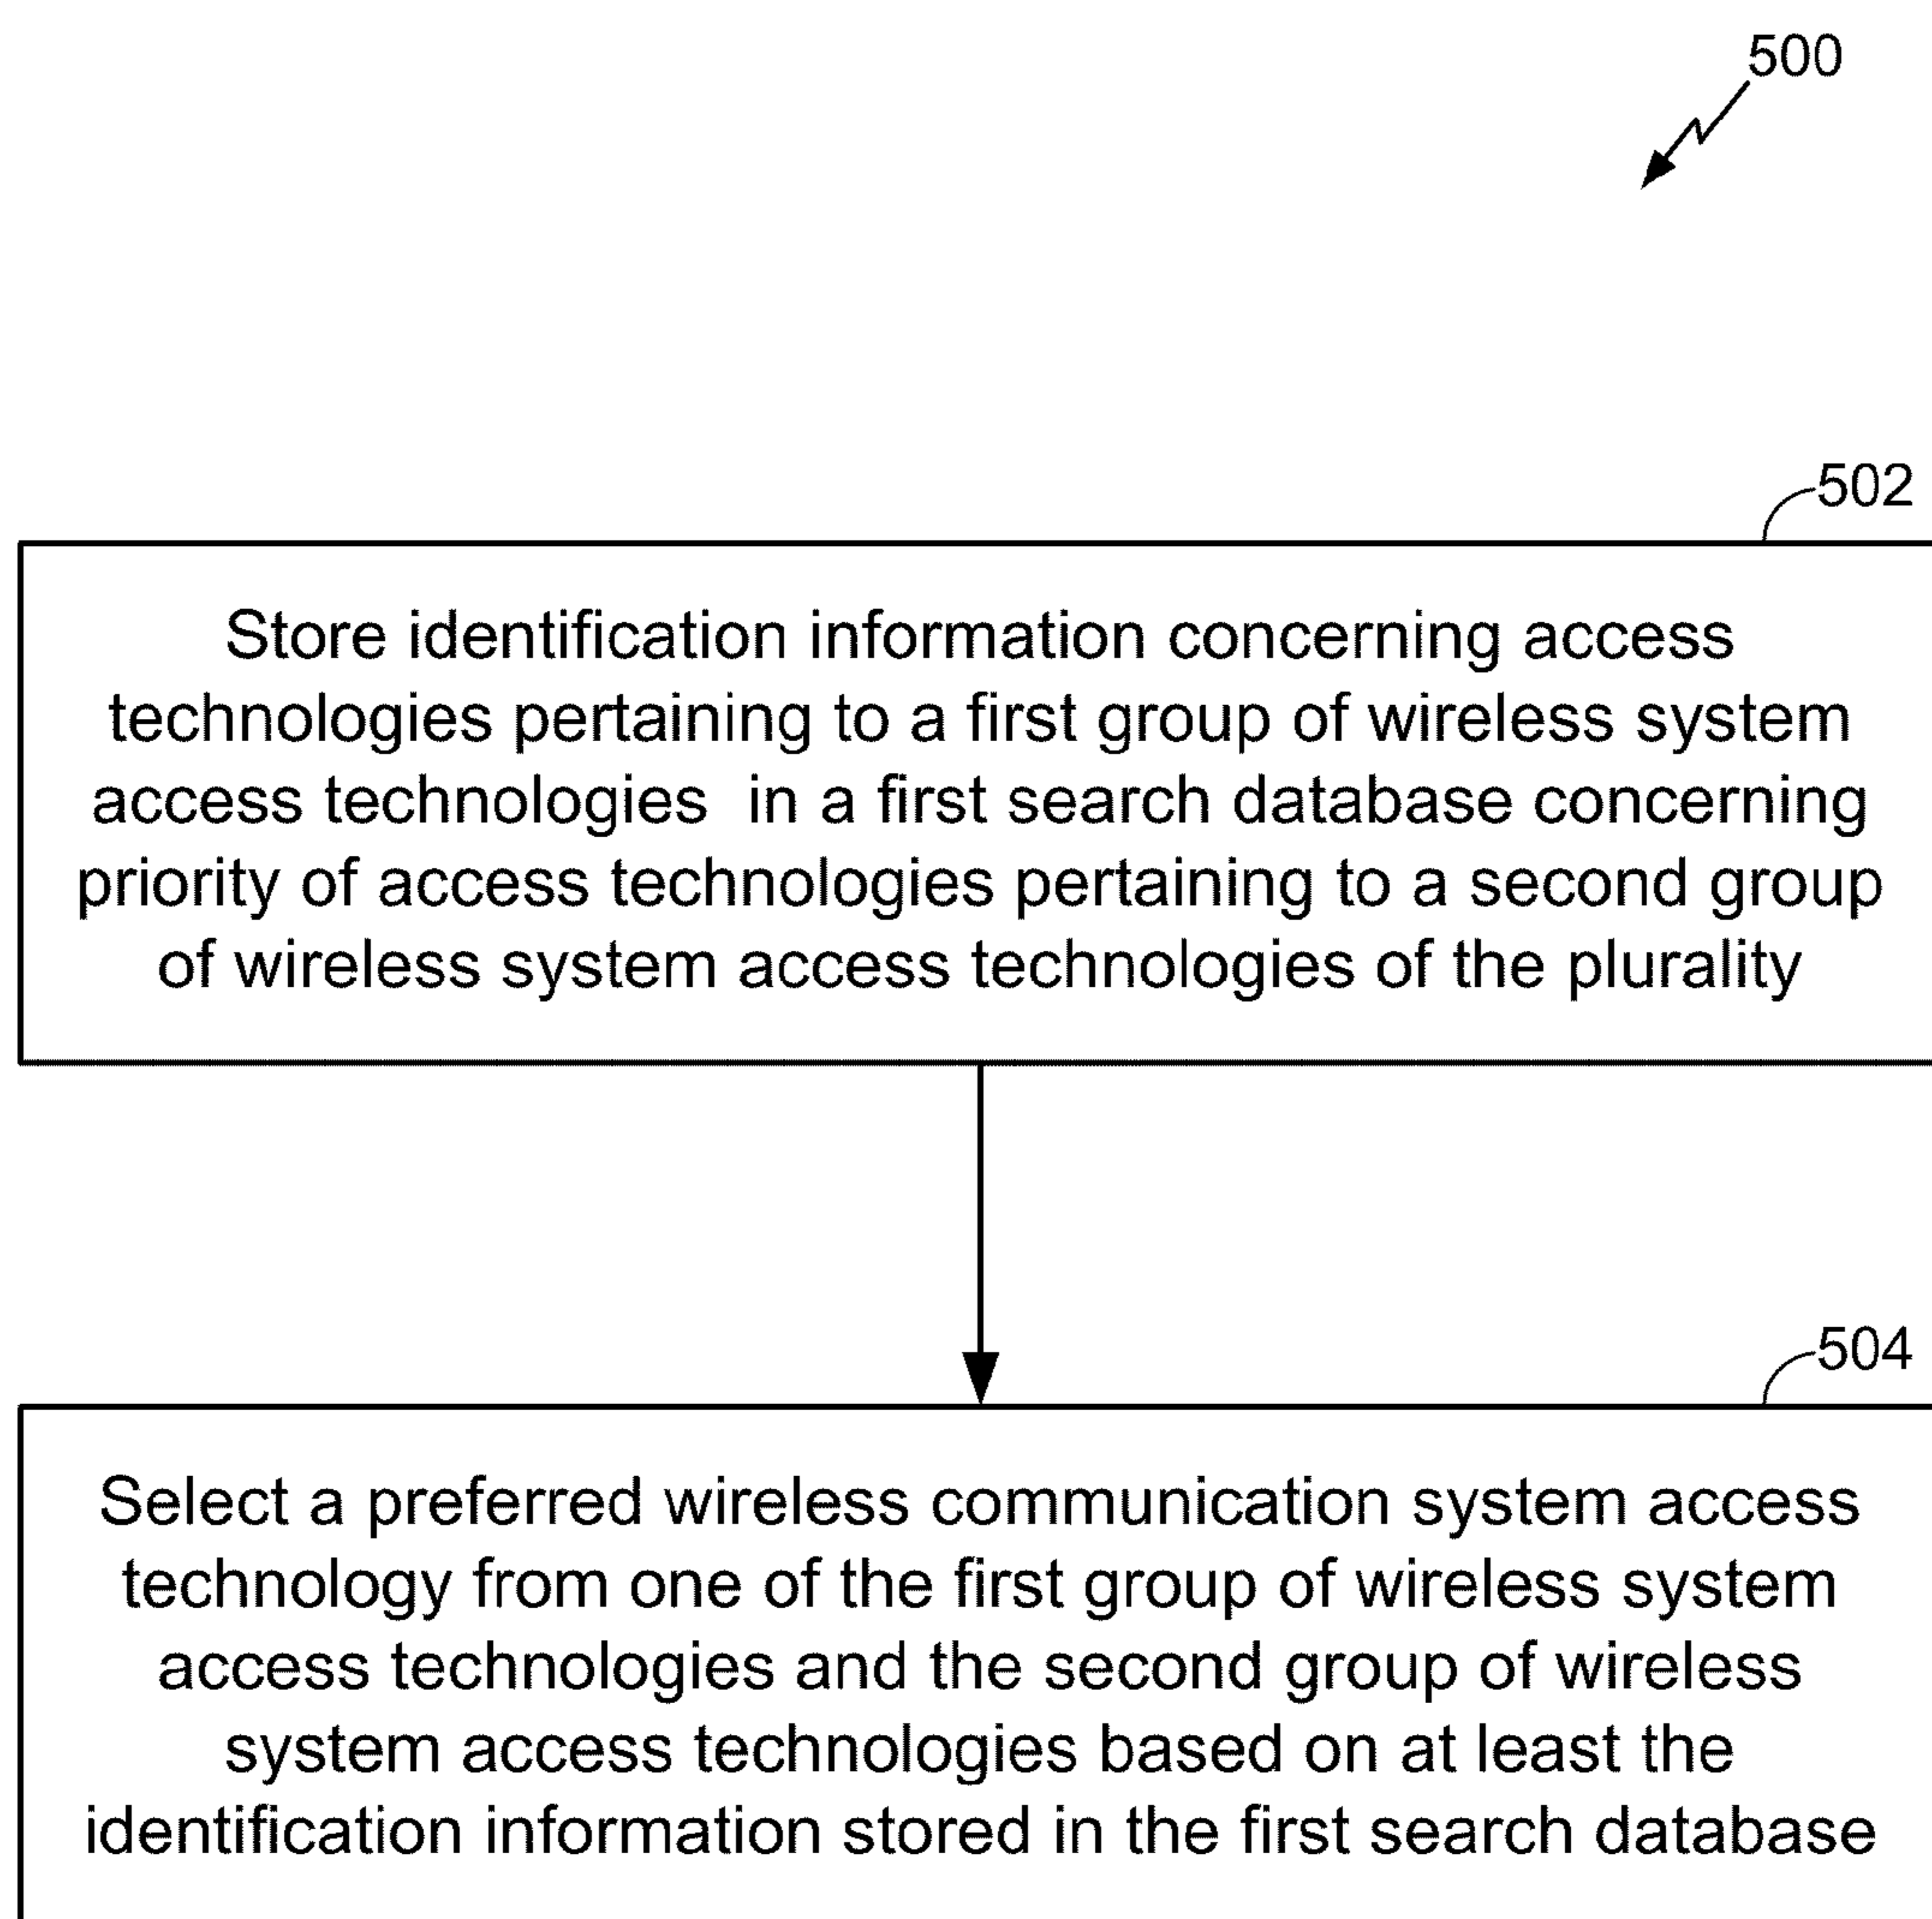 500
502
Store identification information concerning access
technologies pertaining to a first group of wireless system
access technologies  in a first search database concerning
priority of access technologies pertaining to a second group
of wireless system access technologies of the plurality
504
Select a preferred wireless communication system access
technology from one of the first group of wireless system
access technologies and the second group of wireless
system access technologies based on at least the
identification information stored in the first search database